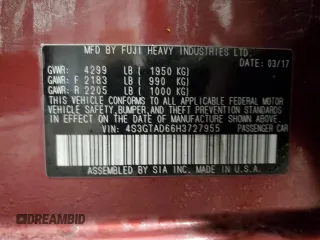 MFD BY FUJI HEAVY INDUSTRIES LTD.
03/17
GVWR: 4299 LB ( 1950 KG)
GAWR: F 2183 LB ( 990 KG)
GAWR: R 2205 LB ( 1000 KG)
THIS VEHICLE CONFORMS TO ALL APPLICABLE FEDERAL MOTOR
VEHICLE SAFETY, BUMPER, AND THEFT PREVENTION STANDARDS
IN EFFECT ON THE DATE OF MANUFACTURE SHOWN ABOVE.
VIN: 4S3GTAD66H3727955 PASSENGER CAR
ASSEMBLED BY SIA INC. MADE IN U.S.A.
DREAMBID